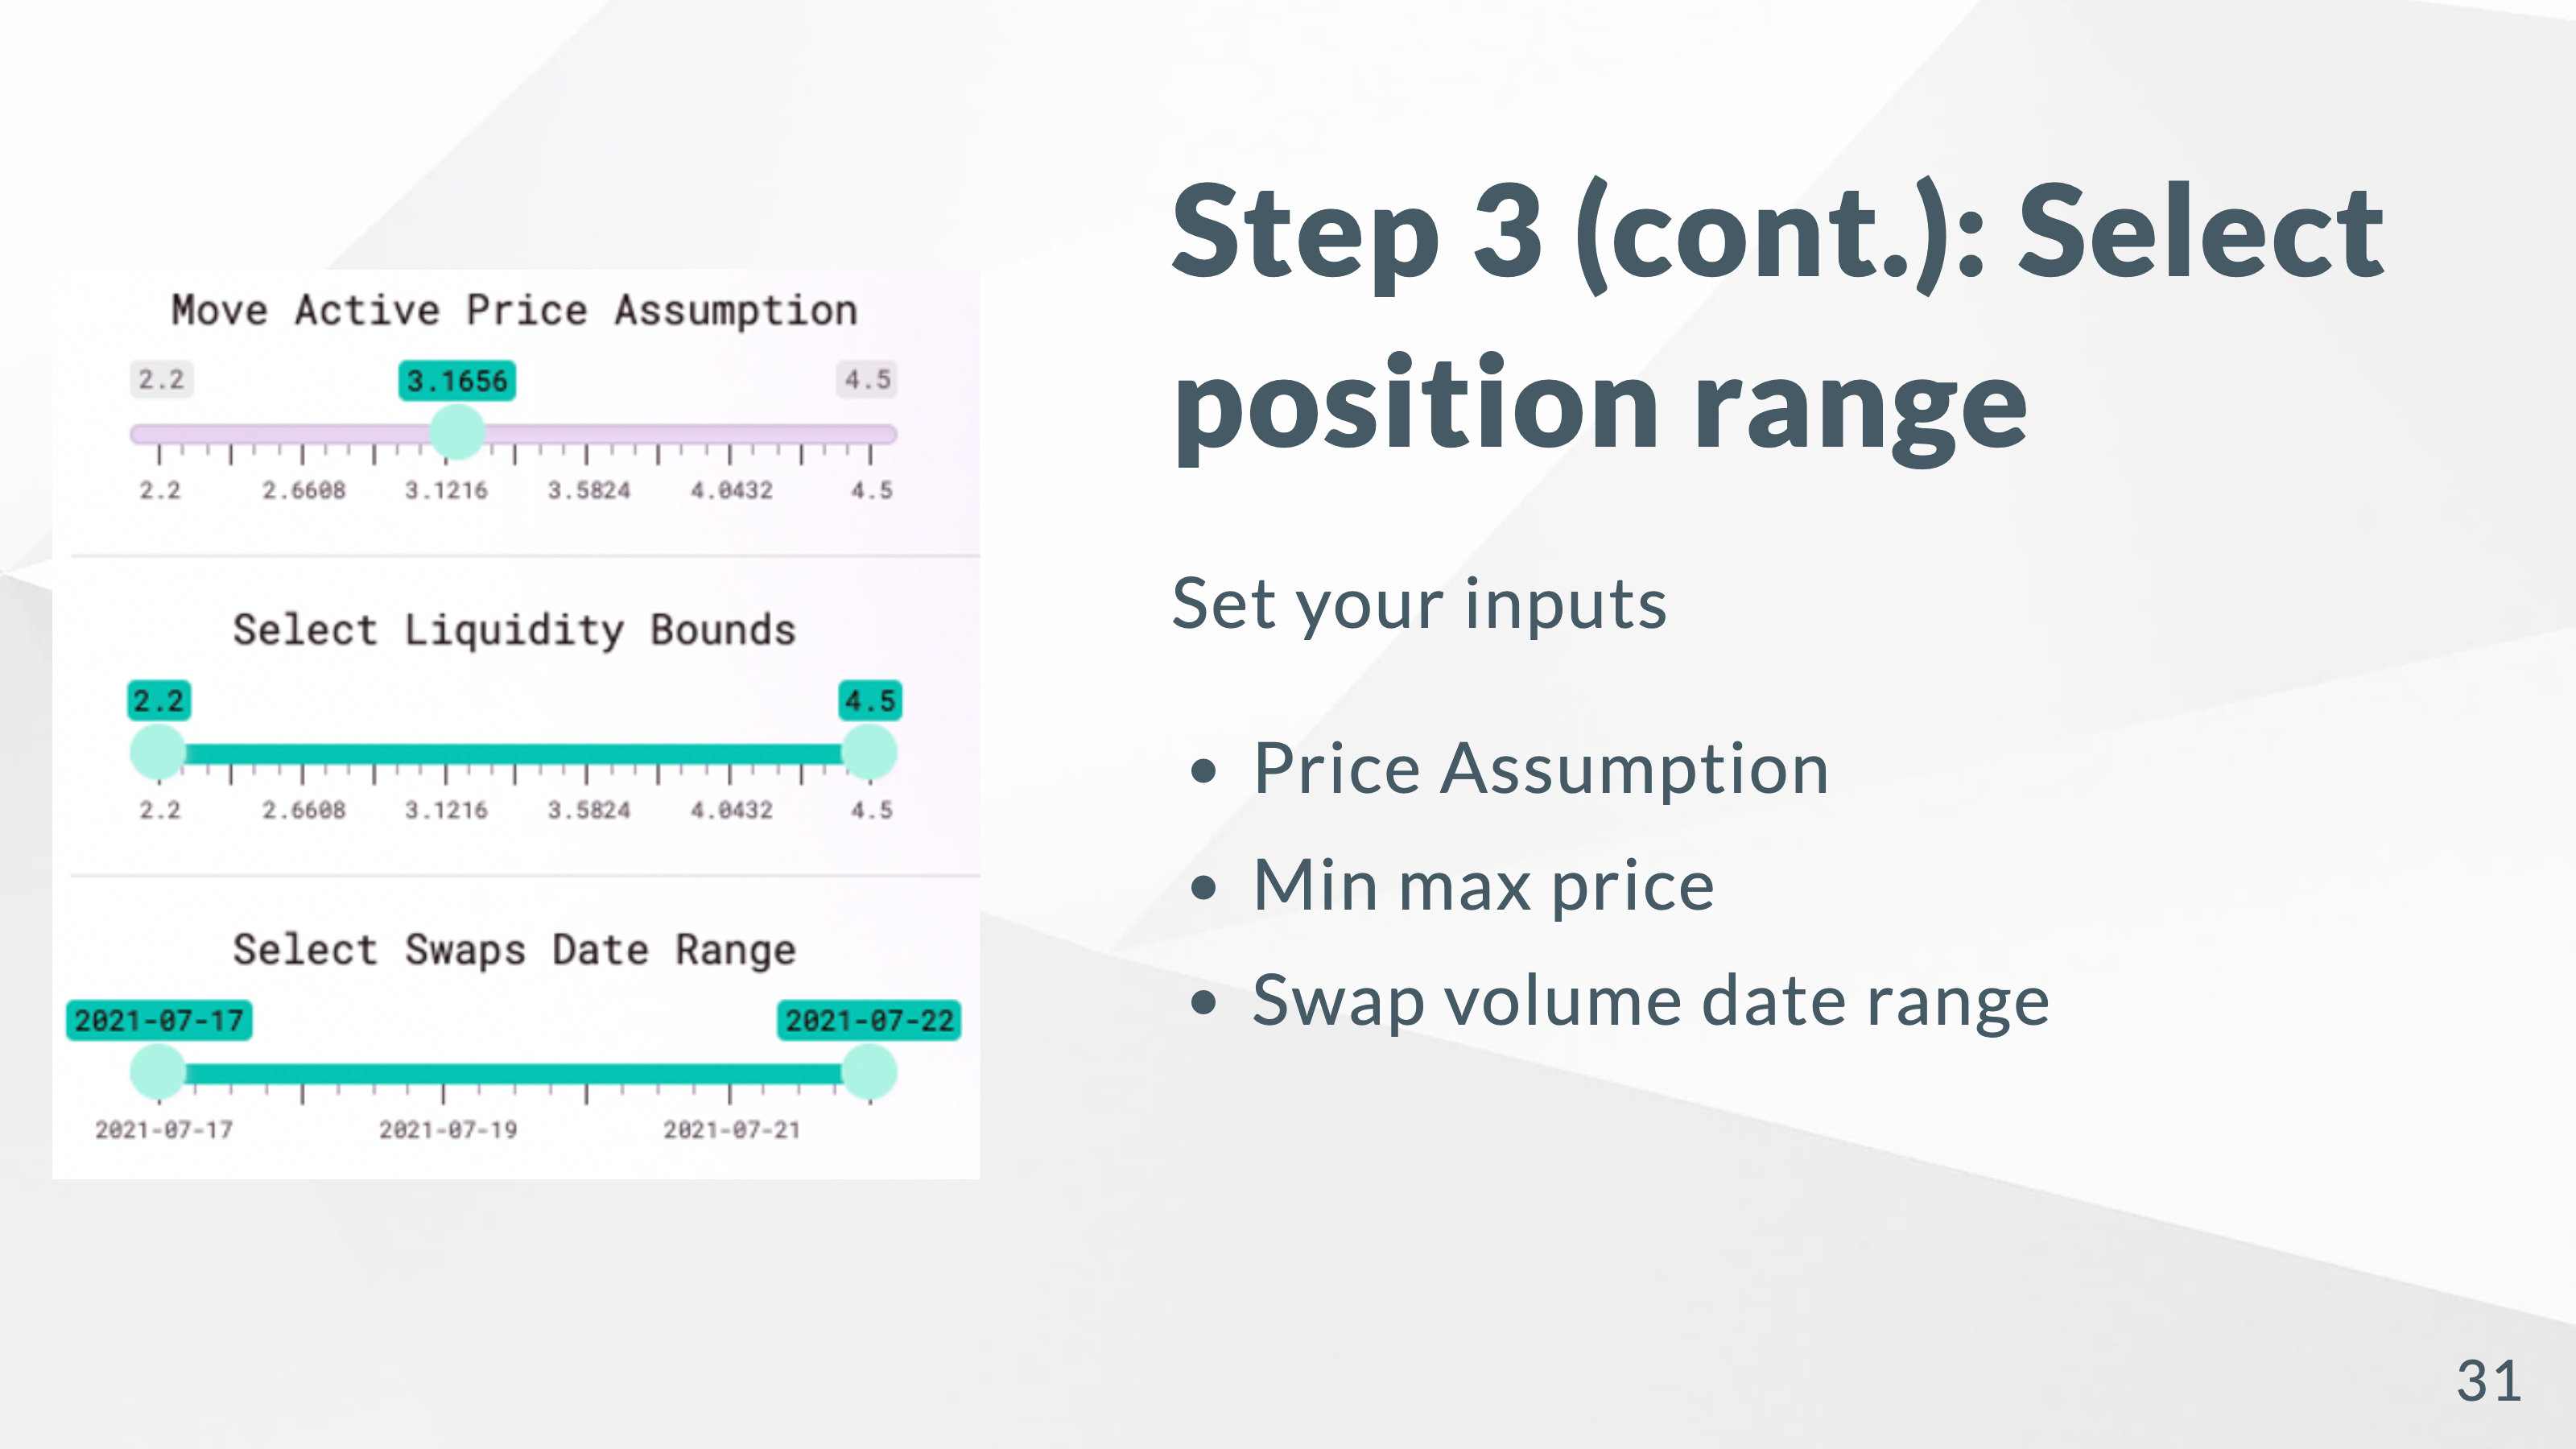 Move Active Price Assumption
2.2 3.1656 4.5
2.2 2.6608 3.1216 3.5824 4.0432 4.5
Select Liquidity Bounds
2.2 4.5
2.2 2.6608 3.1216 3.5824 4.0432 4.5
Select Swaps Date Range
2021-07-17 2021-07-22
2021-07-17 2021-07-19 2021-07-21
Step 3 (cont.): Select
position range
Set your inputs
• Price Assumption
• Min max price
• Swap volume date range
31